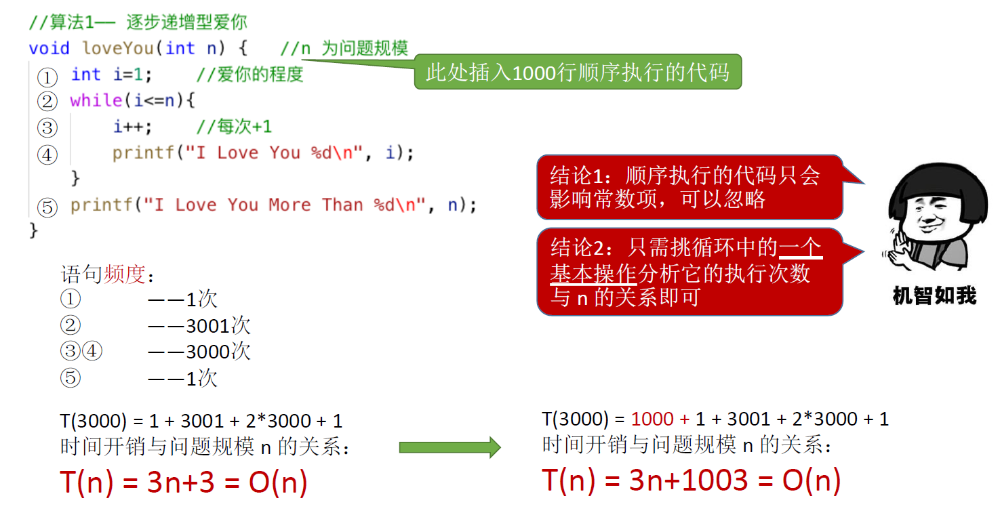 //算法1—— 逐步递增型爱你
void loveYou(int n) { //n 为问题规模
此处插入1000行顺序执行的代码
① int i=1; //爱你的程度
② while(i<=n){
③ i++; //每次+1
④ printf("I Love You %d\n", i);
}
⑤ printf("I Love You More Than %d\n", n);
}
结论1：顺序执行的代码只会
影响常数项，可以忽略
结论2：只需挑循环中的一个
基本操作分析它的执行次数
与 n 的关系即可
机智如我
语句频度：
① ——1次
② ——3001次
③④ ——3000次
⑤ ——1次
T(3000) = 1 + 3001 + 2*3000 + 1
时间开销与问题规模 n 的关系：
T(n) = 3n+3 = O(n)
T(3000) = 1000 + 1 + 3001 + 2*3000 + 1
时间开销与问题规模 n 的关系：
T(n) = 3n+1003 = O(n)